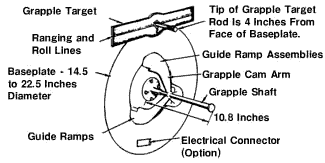 Grapple Target
Tip of Grapple Target
Rod Is 4 Inches From
Face of Baseplate.
Ranging and
Roll Lines
Guide Ramp Assemblies
Baseplate - 14.5
to 22.5 Inches
Diameter
Grapple Cam Arm
Grapple Shaft
10.8 Inches
Guide Ramps
Electrical Connector
(Option)